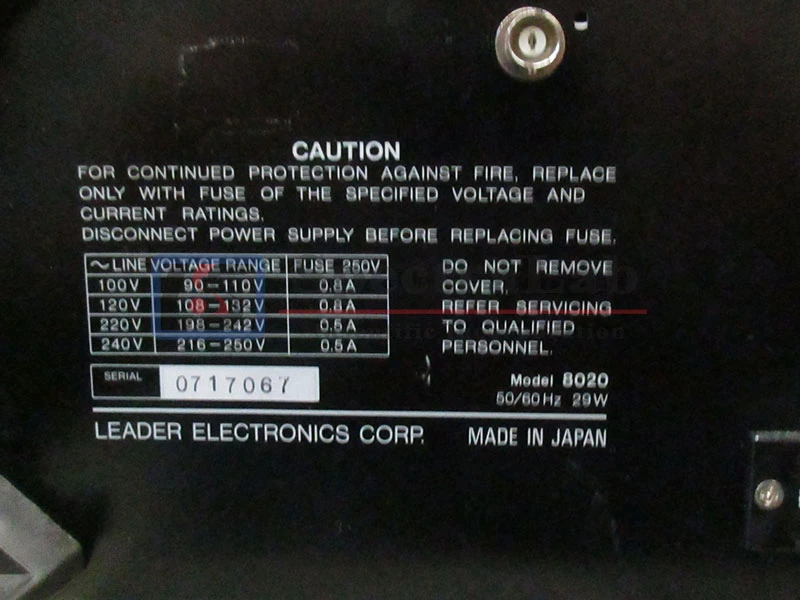 CAUTION
FOR CONTINUED PROTECTION AGAINST FIRE, REPLACE
ONLY WITH FUSE OF THE SPECIFIED VOLTAGE AND
CURRENT RATINGS.
DISCONNECT POWER SUPPLY BEFORE REPLACING FUSE.
~LINE VOLTAGE RANGE FUSE 250V
100V 90-110V 0.8A
120V 108-132V 0.8A
220V 198-242V 0.5A
240V 216-250V 0.5A
DO NOT REMOVE
COVER.
REFER SERVICING
TO QUALIFIED
PERSONNEL.
SERIAL 0717067
Model 8020
50/60Hz 29W
LEADER ELECTRONICS CORP. MADE IN JAPAN